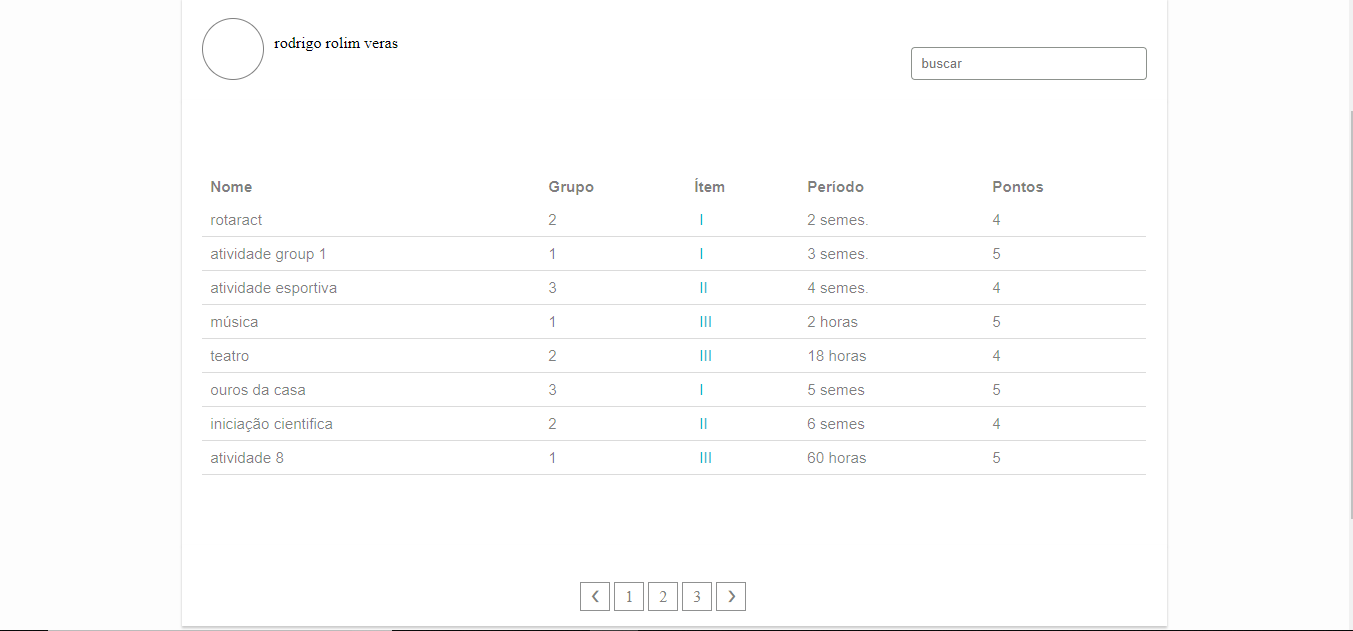 rodrigo rolim veras
buscar
Nome Grupo Ítem Período Pontos
rotaract 2 I 2 semes. 4
atividade group 1 1 I 3 semes. 5
atividade esportiva 3 II 4 semes. 4
música 1 III 2 horas 5
teatro 2 III 18 horas 4
ouros da casa 3 I 5 semes 5
iniciação cientifica 2 II 6 semes 4
atividade 8 1 III 60 horas 5
❮ 1 2 3 ❯